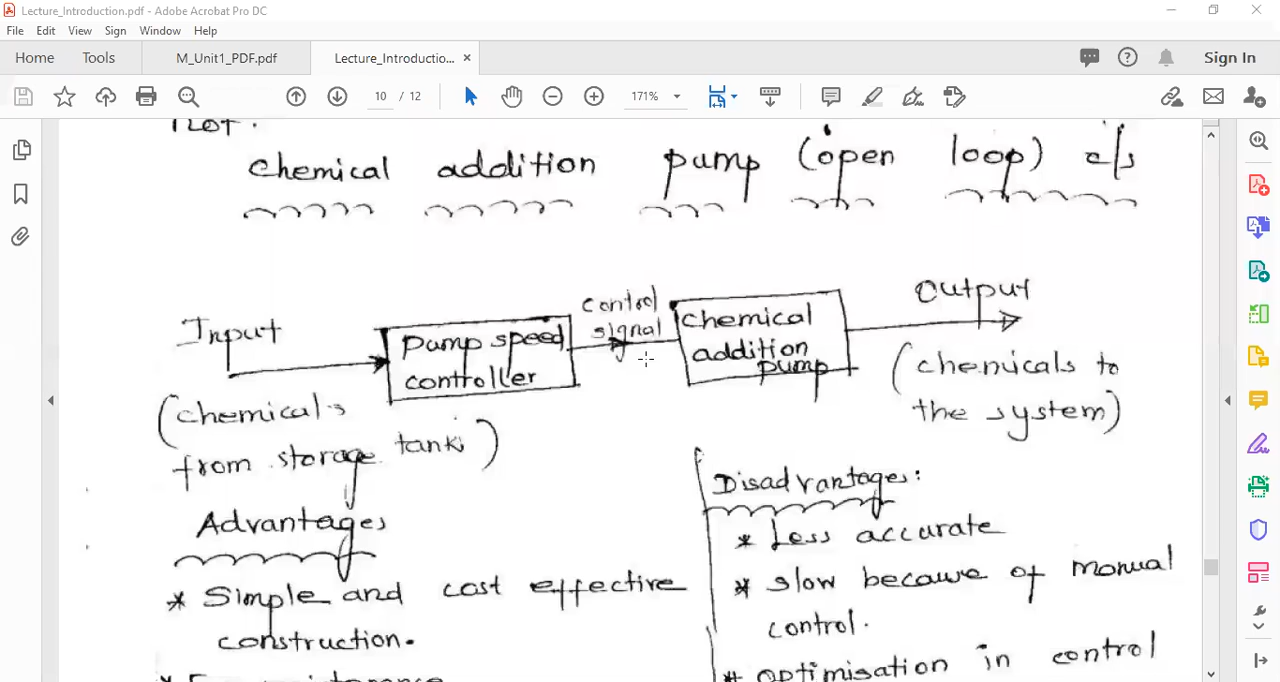 Lecture_Introduction.pdf - Adobe Acrobat Pro DC
File Edit View Sign Window Help
Home Tools M_Unit1_PDF.pdf Lecture_Introductio... × Sign In
10 / 12 171%
not.
chemical addition pump (open loop) c/s
Input
(chemicals
from storage tank)
Pump speed
controller
control
signal
chemical
addition
pump
Output
(chemicals to
the system)
Advantages
* Simple and cost effective
construction.
Disadvantages:
* Less accurate
* Slow because of manual
control.
* optimisation in control